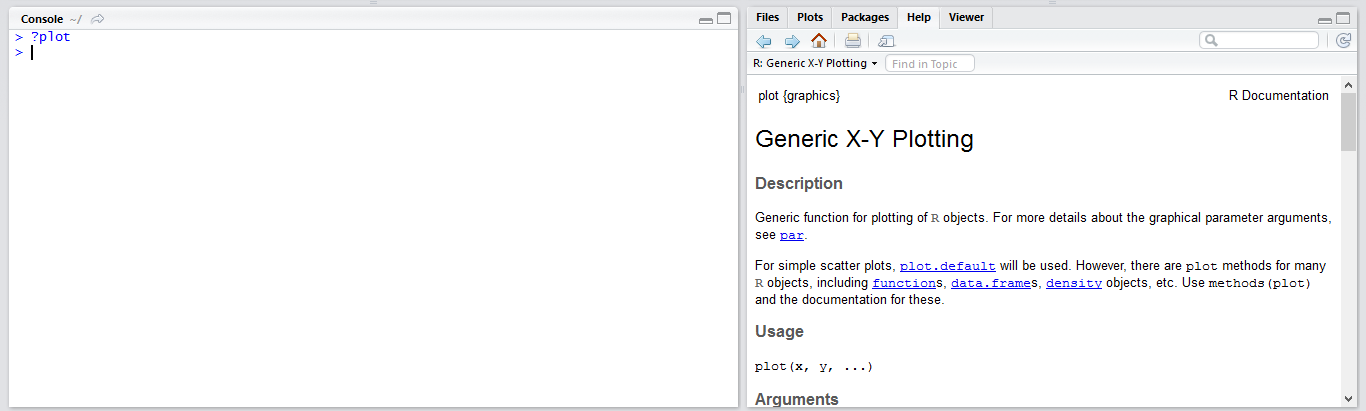 Console ~/
> ?plot
>
Files Plots Packages Help Viewer
R: Generic X-Y Plotting Find in Topic
plot {graphics} R Documentation
Generic X-Y Plotting
Description
Generic function for plotting of R objects. For more details about the graphical parameter arguments,
see par.
For simple scatter plots, plot.default will be used. However, there are plot methods for many
R objects, including functions, data.frames, density objects, etc. Use methods(plot)
and the documentation for these.
Usage
plot(x, y, ...)
Arguments